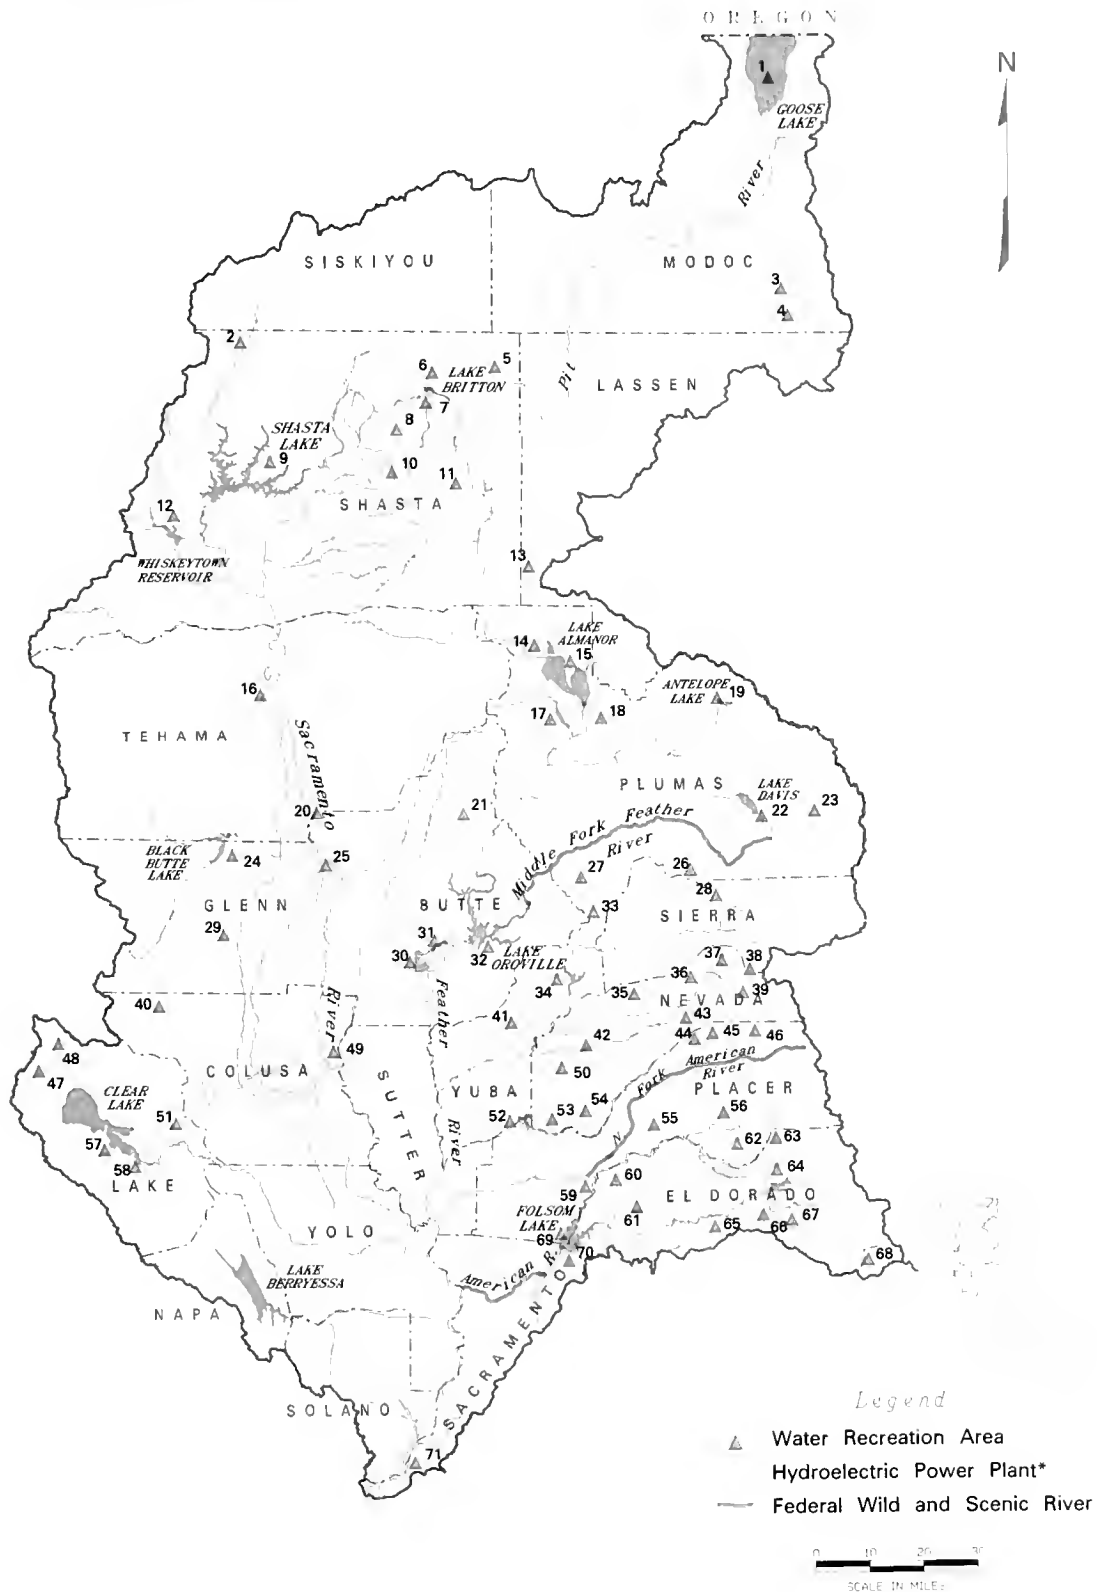 OREGON
1
GOOSE
LAKE
N
River
SISKIYOU
MODOC
3
4
2
5
6
LAKE
BRITTON
Pit
LASSEN
7
8
SHASTA
LAKE
9
10
11
SHASTA
12
WHISKEYTOWN
RESERVOIR
13
14
LAKE
ALMANOR
15
16
ANTELOPE
LAKE
19
17
18
TEHAMA
Sacramento
PLUMAS
LAKE
DAVIS
20
21
22
23
BLACK
BUTTE
LAKE
24
25
Middle Fork Feather
River
26
27
28
GLENN
BUTTE
SIERRA
29
33
30
31
32
LAKE
OROVILLE
Feather
37
38
36
34
35
39
NEVADA
40
River
41
43
42
44
45
46
48
49
47
COLUSA
SUTTER
50
YUBA
N. Fork American
River
PLACER
CLEAR
LAKE
51
River
52
53
54
55
56
57
58
62
63
LAKE
64
59
60
EL DORADO
YOLO
FOLSOM
LAKE
61
65
66
67
69
70
68
LAKE
BERRYESSA
American R.
NAPA
SACRAMENTO
SOLANO
71
Legend
Water Recreation Area
Hydroelectric Power Plant*
Federal Wild and Scenic River
0 10 20 30
SCALE IN MILES